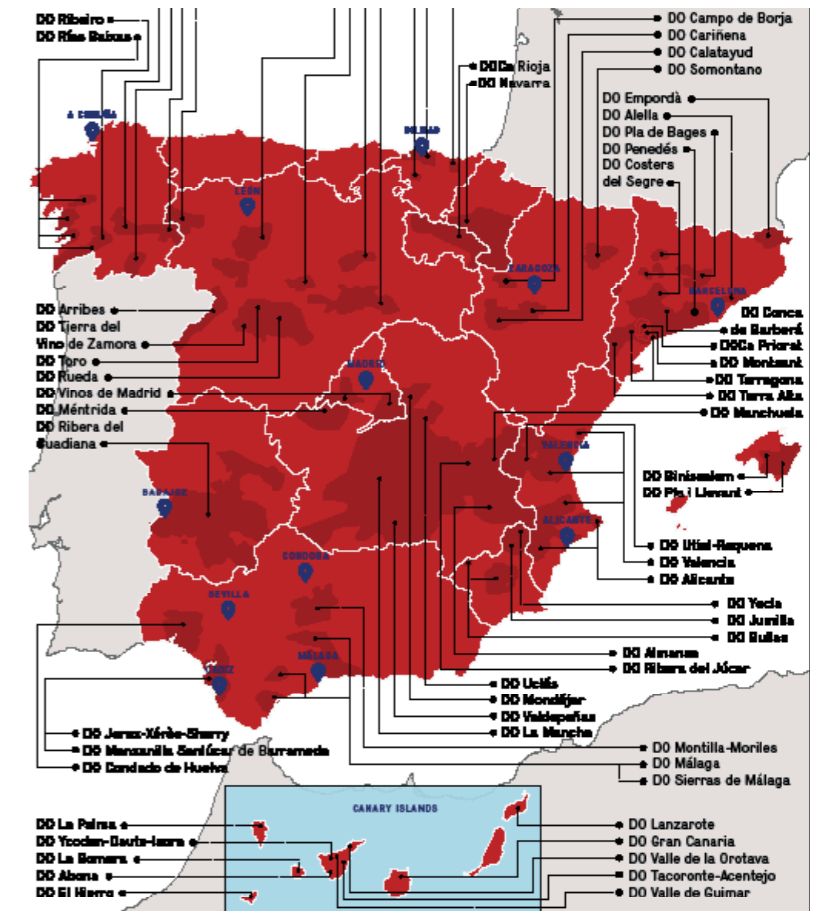 DO Ribeiro
DO Rías Baixas
DO Campo de Borja
DO Cariñena
DO Calatayud
DO Somontano
DOCa Rioja
DO Navarra
DO Empordà
DO Alella
DO Pla de Bages
DO Penedés
DO Costers
del Segre
A CORUÑA
BILBAO
LEÓN
ZARAGOZA
BARCELONA
DO Arribes
DO Tierra del
Vino de Zamora
DO Toro
DO Rueda
DO Vinos de Madrid
DO Méntrida
DO Ribera del
Guadiana
MADRID
DO Conca
de Barberá
DOCa Priorat
DO Montsant
DO Tarragona
DO Terra Alta
DO Manchuela
VALENCIA
DO Binissalem
DO Pla i Llevant
BADAJOZ
ALICANTE
DO Utiel-Requena
DO Valencia
DO Alicante
CORDOBA
SEVILLA
DO Yecla
DO Jumilla
DO Bullas
DO Almansa
DO Ribera del Júcar
MÁLAGA
CÁDIZ
DO Uclés
DO Mondéjar
DO Valdepeñas
DO La Mancha
DO Jerez-Xérès-Sherry
DO Manzanilla Sanlúcar de Barrameda
DO Condado de Huelva
DO Montilla-Moriles
DO Málaga
DO Sierras de Málaga
CANARY ISLANDS
DO La Palma
DO Ycoden-Daute-Isora
DO La Gomera
DO Abona
DO El Hierro
DO Lanzarote
DO Gran Canaria
DO Valle de la Orotava
DO Tacoronte-Acentejo
DO Valle de Guimar